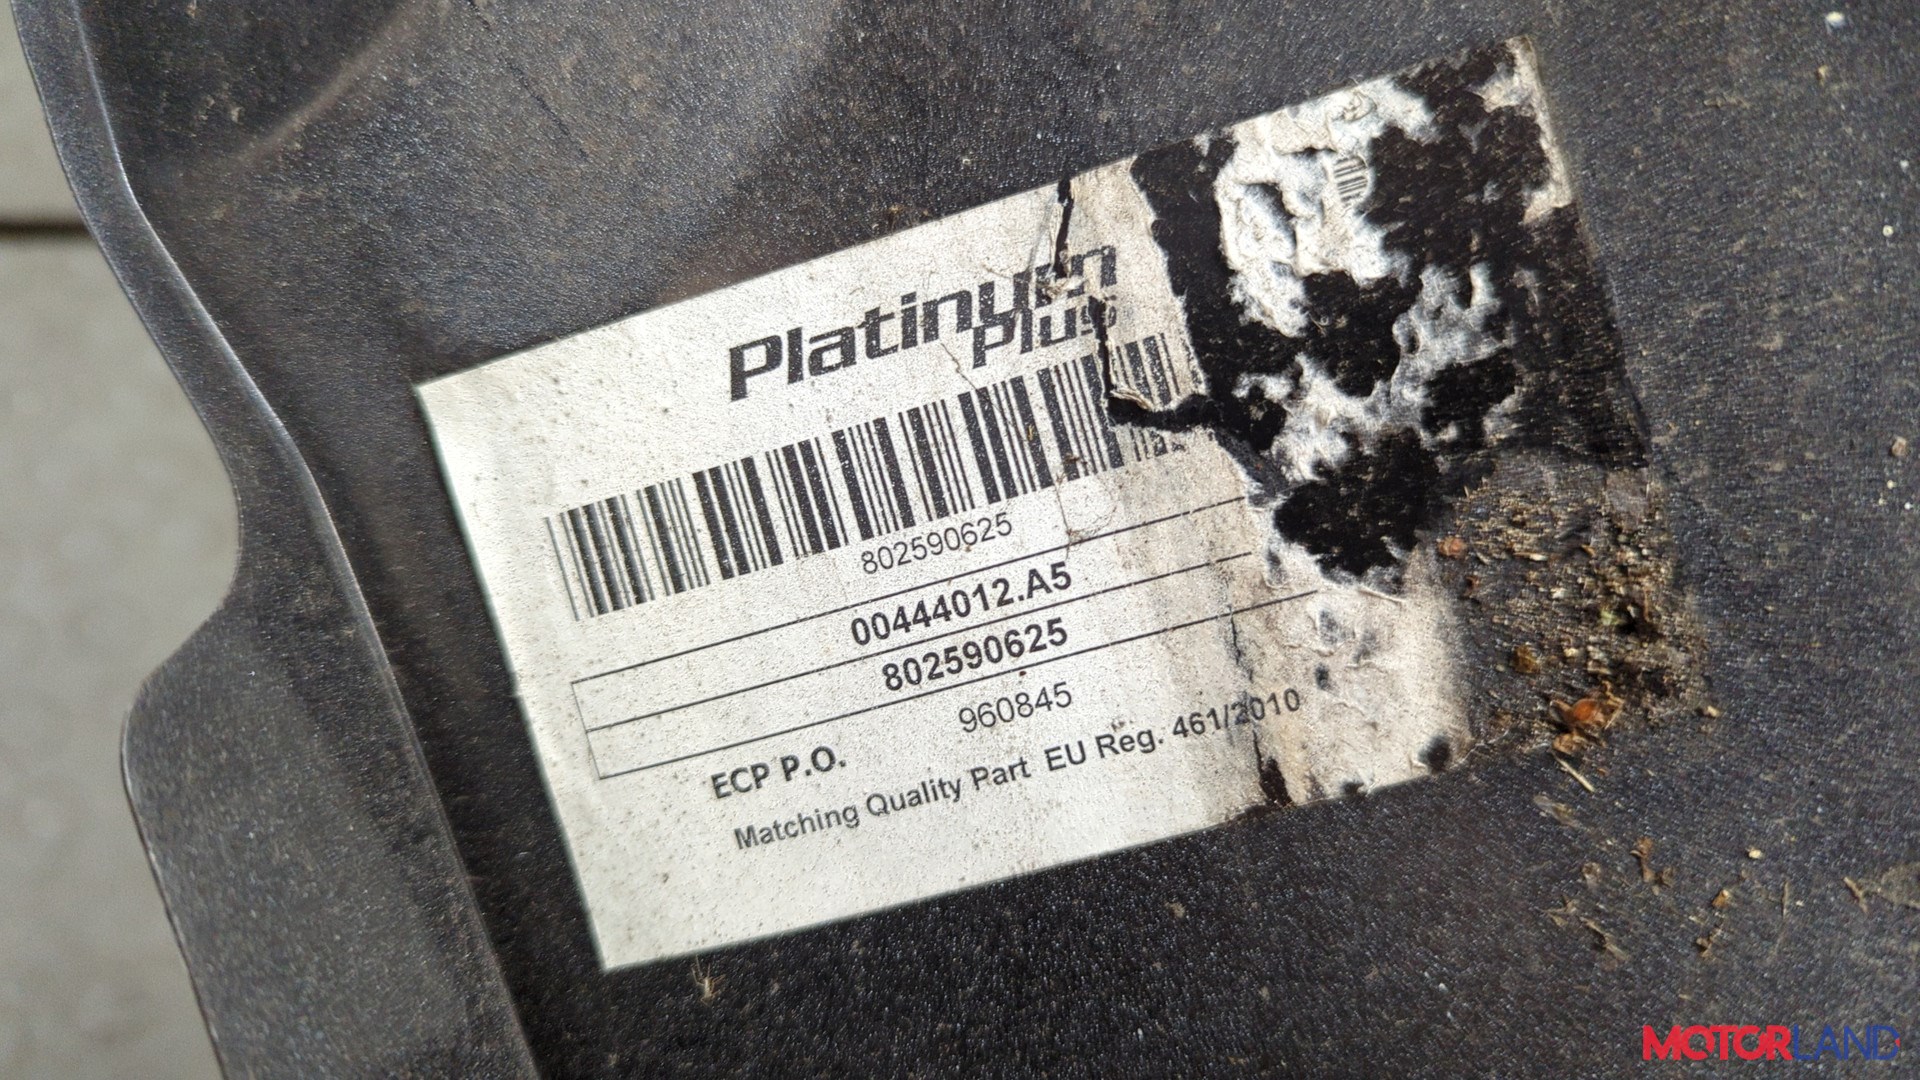 Platinum
Plus
802590625
00444012.A5
802590625
ECP P.O. 960845
Matching Quality Part EU Reg. 461/2010
MOTORLAND